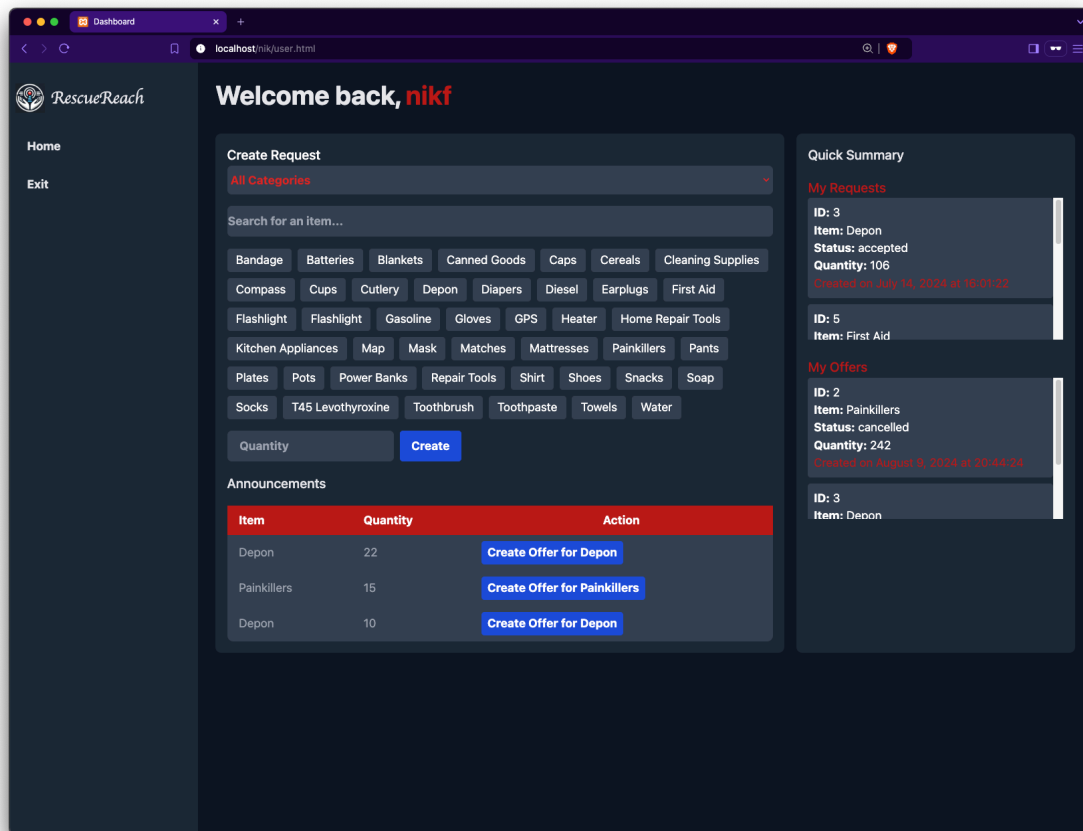 Dashboard
localhost/nik/user.html
RescueReach
Home
Exit
Welcome back, nikf
Create Request
All Categories
Search for an item...
Bandage Batteries Blankets Canned Goods Caps Cereals Cleaning Supplies
Compass Cups Cutlery Depon Diapers Diesel Earplugs First Aid
Flashlight Flashlight Gasoline Gloves GPS Heater Home Repair Tools
Kitchen Appliances Map Mask Matches Mattresses Painkillers Pants
Plates Pots Power Banks Repair Tools Shirt Shoes Snacks Soap
Socks T45 Levothyroxine Toothbrush Toothpaste Towels Water
Quantity Create
Announcements
Item Quantity Action
Depon 22 Create Offer for Depon
Painkillers 15 Create Offer for Painkillers
Depon 10 Create Offer for Depon
Quick Summary
My Requests
ID: 3
Item: Depon
Status: accepted
Quantity: 106
Created on July 14, 2024 at 16:01:22
ID: 5
Item: First Aid
My Offers
ID: 2
Item: Painkillers
Status: cancelled
Quantity: 242
Created on August 9, 2024 at 20:44:34
ID: 3
Item: Depon